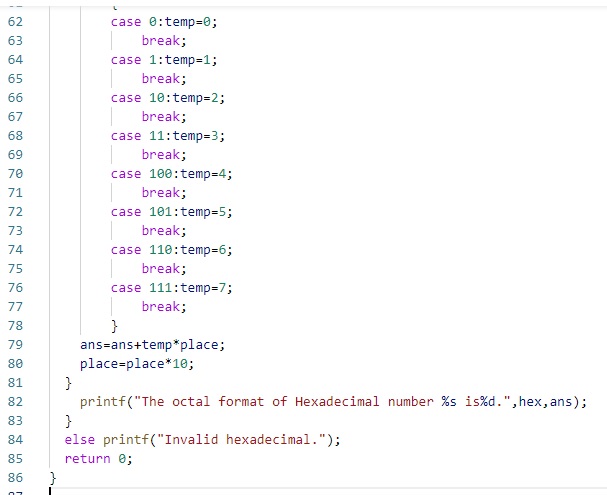 {
62 case 0:temp=0;
63 break;
64 case 1:temp=1;
65 break;
66 case 10:temp=2;
67 break;
68 case 11:temp=3;
69 break;
70 case 100:temp=4;
71 break;
72 case 101:temp=5;
73 break;
74 case 110:temp=6;
75 break;
76 case 111:temp=7;
77 break;
78 }
79 ans=ans+temp*place;
80 place=place*10;
81 }
82 printf("The octal format of Hexadecimal number %s is%d.",hex,ans);
83 }
84 else printf("Invalid hexadecimal.");
85 return 0;
86 }
87